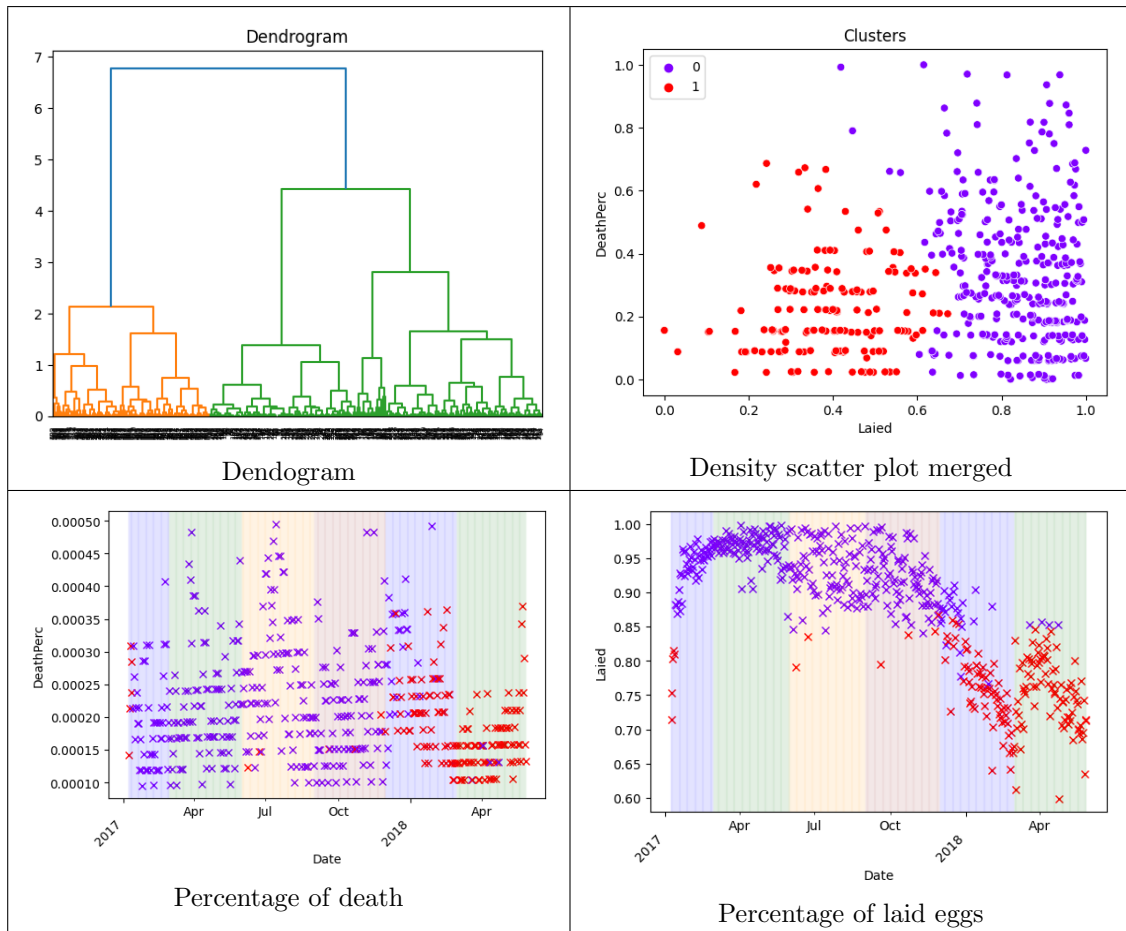 Dendrogram
7
6
5
4
3
2
1
0
Dendogram
Clusters
0
1
DeathPerc
1.0
0.8
0.6
0.4
0.2
0.0
0.0 0.2 0.4 0.6 0.8 1.0
Laied
Density scatter plot merged
DeathPerc
0.00050
0.00045
0.00040
0.00035
0.00030
0.00025
0.00020
0.00015
0.00010
2017 Apr Jul Oct 2018 Apr
Date
Percentage of death
Laied
1.00
0.95
0.90
0.85
0.80
0.75
0.70
0.65
0.60
2017 Apr Jul Oct 2018 Apr
Date
Percentage of laid eggs